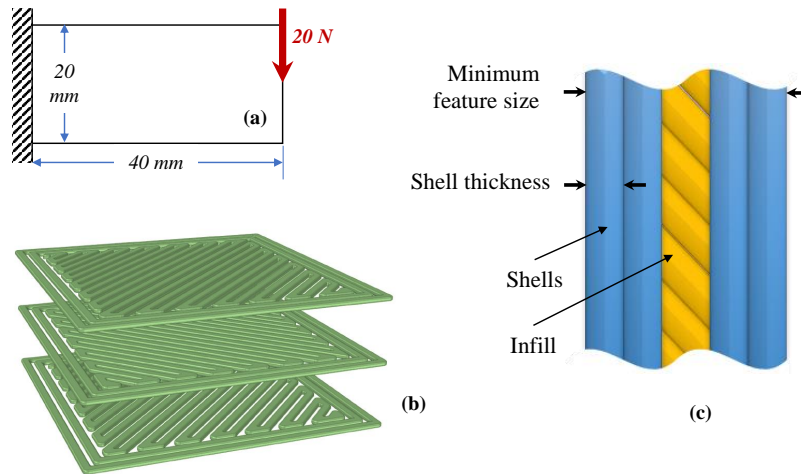 20 N
20
mm
(a)
40 mm
(b)
Minimum
feature size
Shell thickness
Shells
Infill
(c)